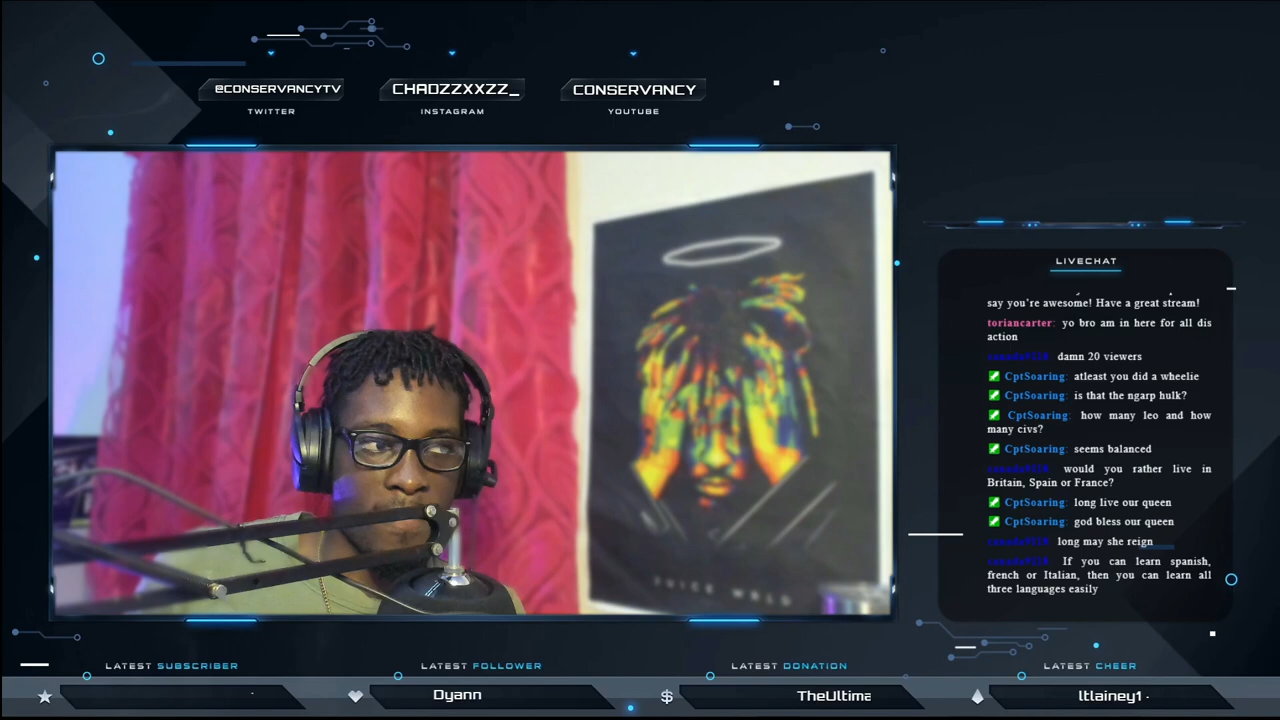 @CONSERVANCYTV
CHADZZXXZZ_
CONSERVANCY
TWITTER
INSTAGRAM
YOUTUBE
LIVECHAT
say you're awesome! Have a great stream!
toriancarter: yo bro am in here for all dis
action
damn 20 viewers
CptSoaring: atleast you did a wheelie
CptSoaring: is that the ngarp hulk?
CptSoaring: how many leo and how
many civs?
CptSoaring: seems balanced
would you rather live in
Britain, Spain or France?
CptSoaring: long live our queen
CptSoaring: god bless our queen
long may she reign
If you can learn spanish,
french or Italian, then you can learn all
three languages easily
JUICE WRLD
LATEST SUBSCRIBER
LATEST FOLLOWER
LATEST DONATION
LATEST CHEER
Dyann
TheUltima
ltlainey1